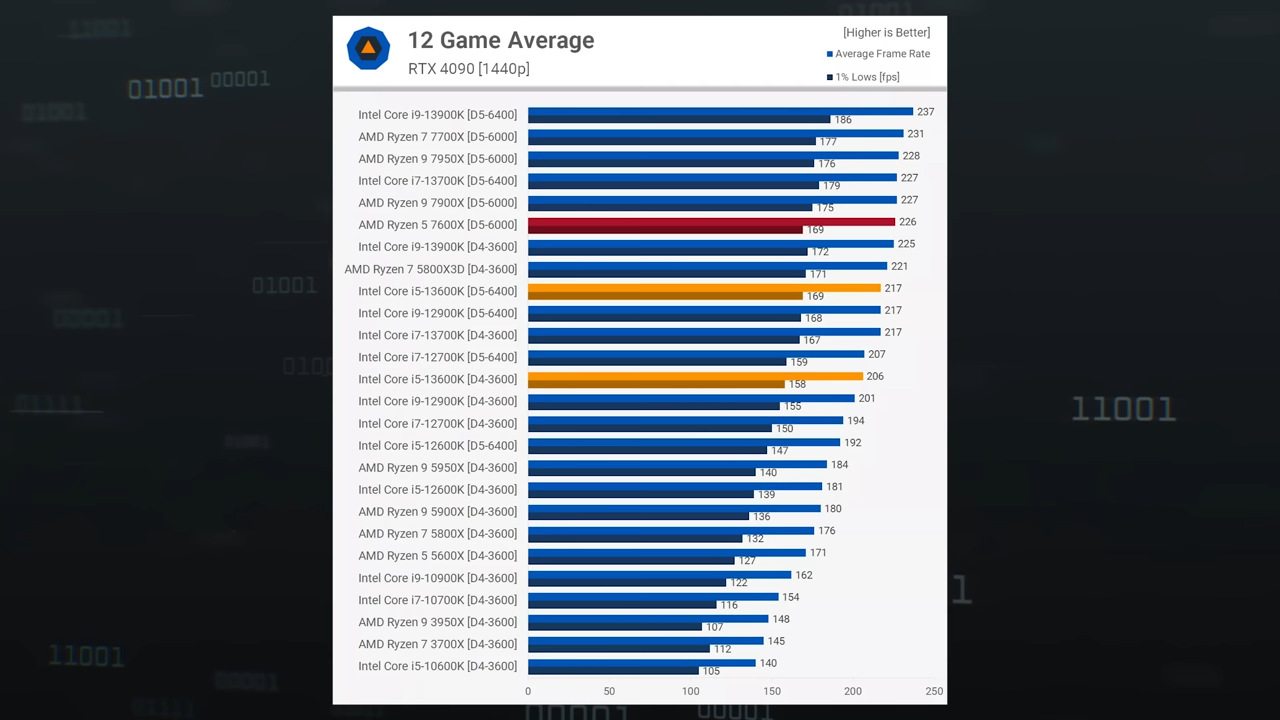 01001
00001
12 Game Average
RTX 4090 [1440p]
[Higher is Better]
Average Frame Rate
1% Lows [fps]
Intel Core i9-13900K [D5-6400] 237 186
AMD Ryzen 7 7700X [D5-6000] 231 177
AMD Ryzen 9 7950X [D5-6000] 228 176
Intel Core i7-13700K [D5-6400] 227 179
AMD Ryzen 9 7900X [D5-6000] 227 175
AMD Ryzen 5 7600X [D5-6000] 226 169
Intel Core i9-13900K [D4-3600] 225 172
AMD Ryzen 7 5800X3D [D4-3600] 221 171
Intel Core i5-13600K [D5-6400] 217 169
Intel Core i9-12900K [D5-6400] 217 168
Intel Core i7-13700K [D4-3600] 217 167
Intel Core i7-12700K [D5-6400] 207 159
Intel Core i5-13600K [D4-3600] 206 158
Intel Core i9-12900K [D4-3600] 201 155
Intel Core i7-12700K [D4-3600] 194 150
Intel Core i5-12600K [D5-6400] 192 147
AMD Ryzen 9 5950X [D4-3600] 184 140
Intel Core i5-12600K [D4-3600] 181 139
AMD Ryzen 9 5900X [D4-3600] 180 136
AMD Ryzen 7 5800X [D4-3600] 176 132
AMD Ryzen 5 5600X [D4-3600] 171 127
Intel Core i9-10900K [D4-3600] 162 122
Intel Core i7-10700K [D4-3600] 154 116
AMD Ryzen 9 3950X [D4-3600] 148 107
AMD Ryzen 7 3700X [D4-3600] 145 112
Intel Core i5-10600K [D4-3600] 140 105
0 50 100 150 200 250
01001
11001
11001